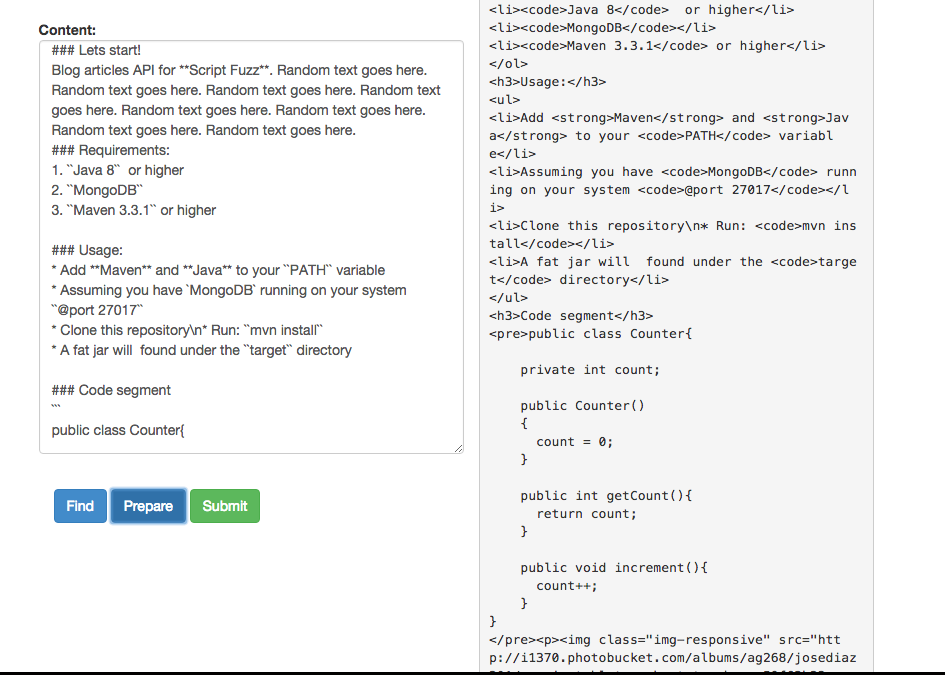 Content:
### Lets start!
Blog articles API for **Script Fuzz**. Random text goes here.
Random text goes here. Random text goes here. Random text
goes here. Random text goes here. Random text goes here.
Random text goes here. Random text goes here.
### Requirements:
1. ``Java 8``  or higher
2. ``MongoDB``
3. ``Maven 3.3.1`` or higher

### Usage:
* Add **Maven** and **Java** to your ``PATH`` variable
* Assuming you have `MongoDB` running on your system
``@port 27017``
* Clone this repository\n* Run: ``mvn install``
* A fat jar will  found under the ``target`` directory

### Code segment
```
public class Counter{
Find
Prepare
Submit
<li><code>Java 8</code>  or higher</li>
<li><code>MongoDB</code></li>
<li><code>Maven 3.3.1</code> or higher</li>
</ol>
<h3>Usage:</h3>
<ul>
<li>Add <strong>Maven</strong> and <strong>Jav
a</strong> to your <code>PATH</code> variabl
e</li>
<li>Assuming you have <code>MongoDB</code> runn
ing on your system <code>@port 27017</code></l
i>
<li>Clone this repository\n* Run: <code>mvn ins
tall</code></li>
<li>A fat jar will  found under the <code>targe
t</code> directory</li>
</ul>
<h3>Code segment</h3>
<pre>public class Counter{

    private int count;

    public Counter()
    {
      count = 0;
    }

    public int getCount(){
      return count;
    }

    public void increment(){
      count++;
    }
}
</pre><p><img class="img-responsive" src="htt
p://i1370.photobucket.com/albums/ag268/josediaz